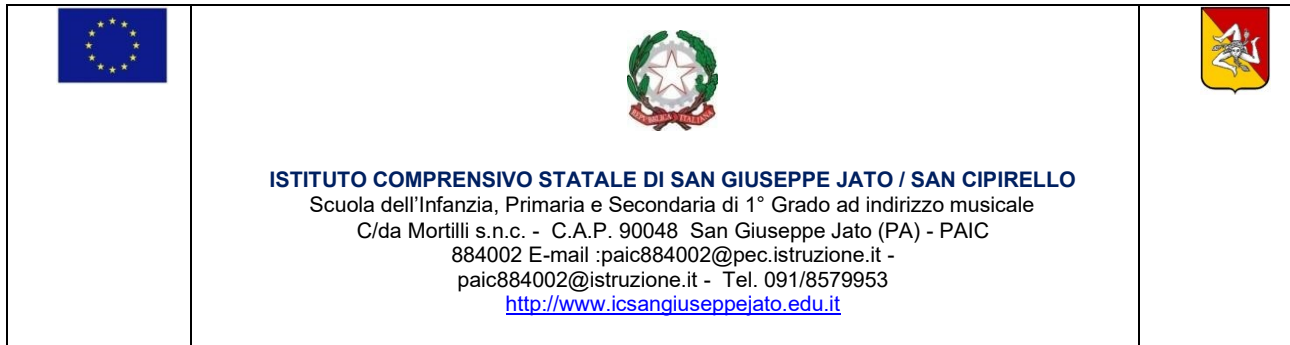 REPVBBLICA ITALIANA
ISTITUTO COMPRENSIVO STATALE DI SAN GIUSEPPE JATO / SAN CIPIRELLO
Scuola dell’Infanzia, Primaria e Secondaria di 1° Grado ad indirizzo musicale
C/da Mortilli s.n.c. - C.A.P. 90048 San Giuseppe Jato (PA) - PAIC
884002 E-mail :paic884002@pec.istruzione.it -
paic884002@istruzione.it - Tel. 091/8579953
http://www.icsangiuseppejato.edu.it